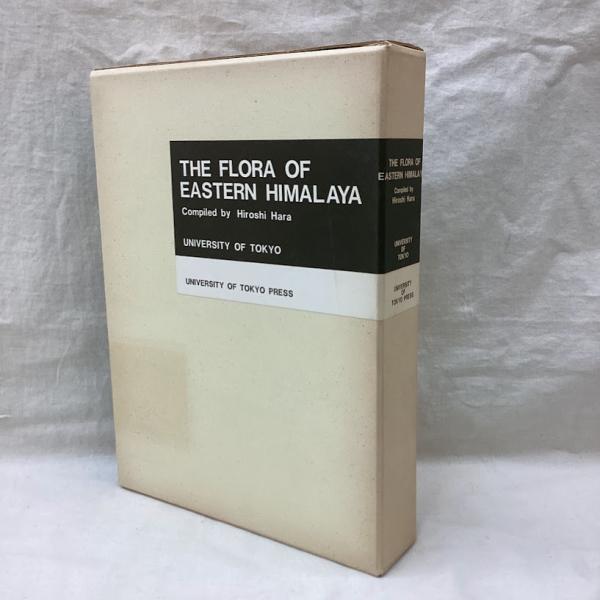 THE FLORA OF
EASTERN HIMALAYA
Compiled by Hiroshi Hara
UNIVERSITY OF TOKYO
UNIVERSITY OF TOKYO PRESS
THE FLORA OF
EASTERN HIMALAYA
Compiled by
Hiroshi Hara
UNIVERSITY
OF
TOKYO
UNIVERSITY
OF
TOKYO PRESS